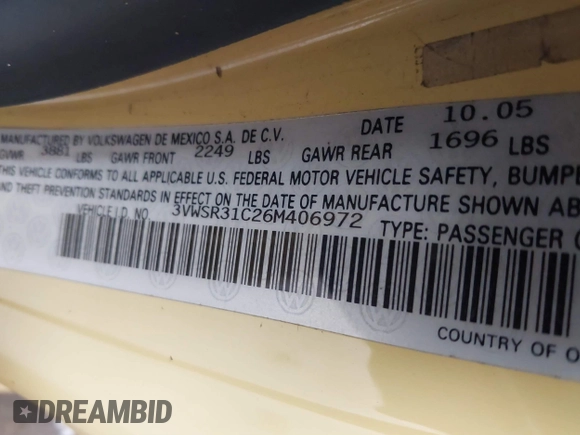 MANUFACTURED BY VOLKSWAGEN DE MEXICO S.A. DE C.V. DATE 10.05
GVWR 3881 LBS GAWR FRONT 2249 LBS GAWR REAR 1696 LBS
THIS VEHICLE CONFORMS TO ALL APPLICABLE U.S. FEDERAL MOTOR VEHICLE SAFETY, BUMPE
AND THEFT PREVENTION STANDARDS IN EFFECT ON THE DATE OF MANUFACTURE SHOWN AB
VEHICLE I.D. NO. 3VWSR31C26M406972 TYPE: PASSENGER C
COUNTRY OF O
DREAMBID